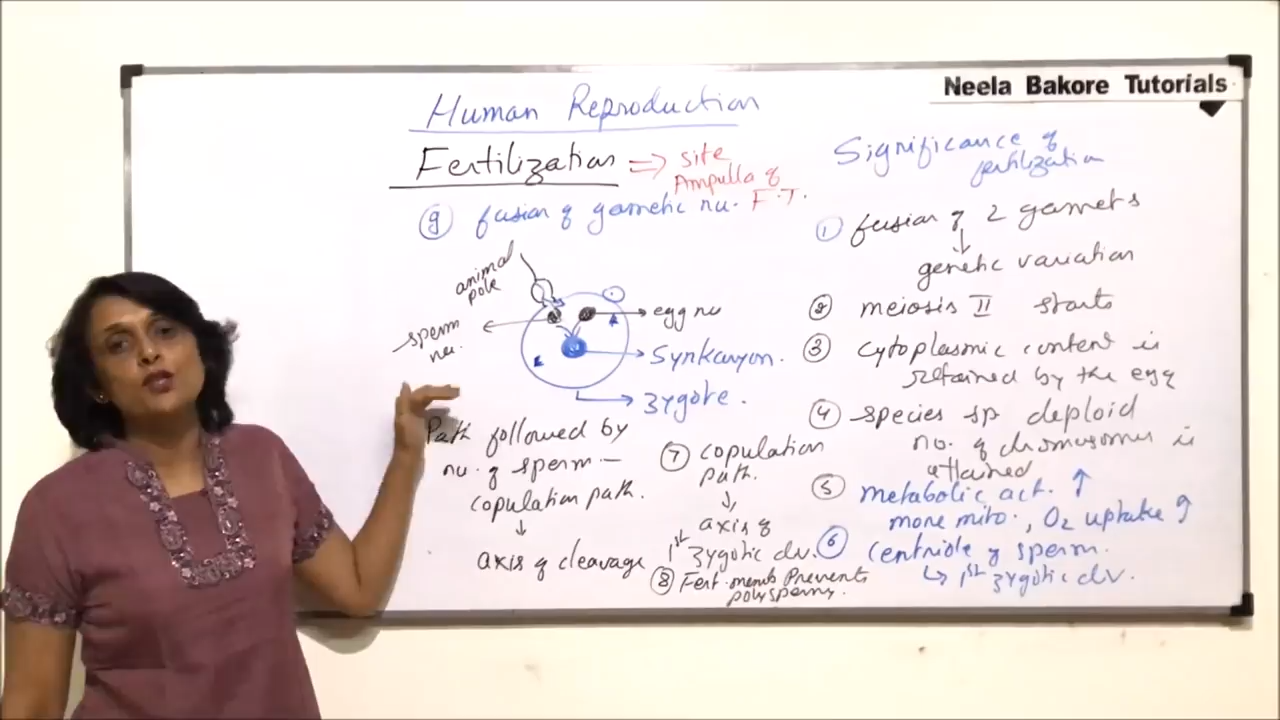 Neela Bakore Tutorials
Human Reproduction
Fertilization => site
Ampulla of
F.T.
(g) fusion of gametic nu.
animal
pole
sperm
nu.
egg nu
Synkaryon.
zygote.
Path followed by
nu. of sperm –
copulation path.
↓
axis of cleavage
(7) copulation
path.
↓
axis of
1st zygotic dv.
(8) Fert. memb Prevents
polyspermy.
Significance of
fertilization
(1) fusion of 2 gamets
↓
genetic variation
(2) meiosis II starts
(3) cytoplasmic content is
retained by the egg
(4) species sp deploid
no. of chromosomes is
attained
(5) metabolic act. ↑
more mito., O2 uptake ↑
(6) centriole of sperm.
↳ 1st zygotic dv.